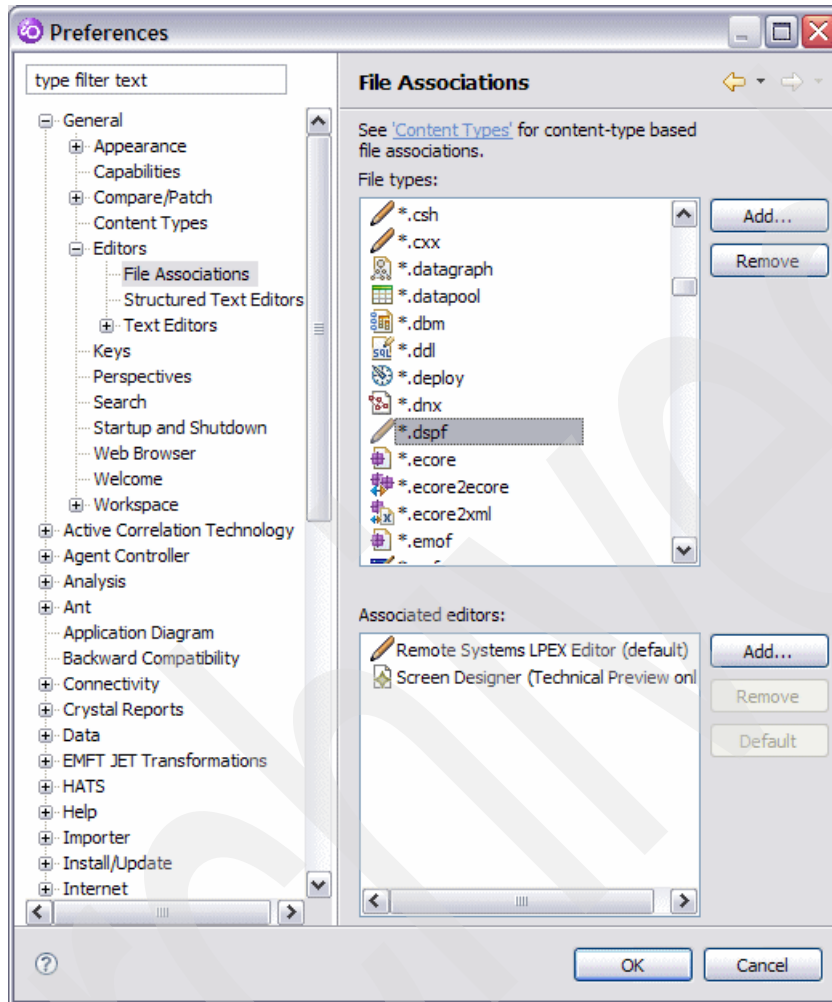 Preferences
type filter text
General
Appearance
Capabilities
Compare/Patch
Content Types
Editors
File Associations
Structured Text Editors
Text Editors
Keys
Perspectives
Search
Startup and Shutdown
Web Browser
Welcome
Workspace
Active Correlation Technology
Agent Controller
Analysis
Ant
Application Diagram
Backward Compatibility
Connectivity
Crystal Reports
Data
EMFT JET Transformations
HATS
Help
Importer
Install/Update
Internet
File Associations
See 'Content Types' for content-type based
file associations.
File types:
*.csh
*.cxx
*.datagraph
*.datapool
*.dbm
*.ddl
*.deploy
*.dnx
*.dspf
*.ecore
*.ecore2ecore
*.ecore2xml
*.emof
Add...
Remove
Associated editors:
Remote Systems LPEX Editor (default)
Screen Designer (Technical Preview onl
Add...
Remove
Default
OK
Cancel